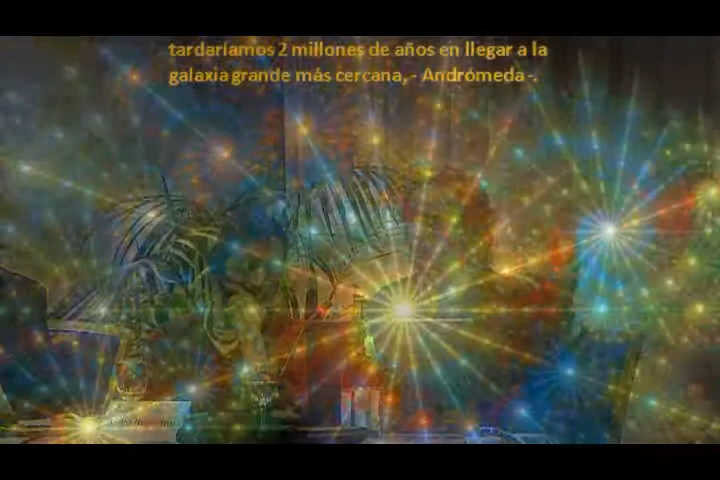 tardaríamos 2 millones de años en llegar a la
galaxia grande más cercana, - Andrómeda -.